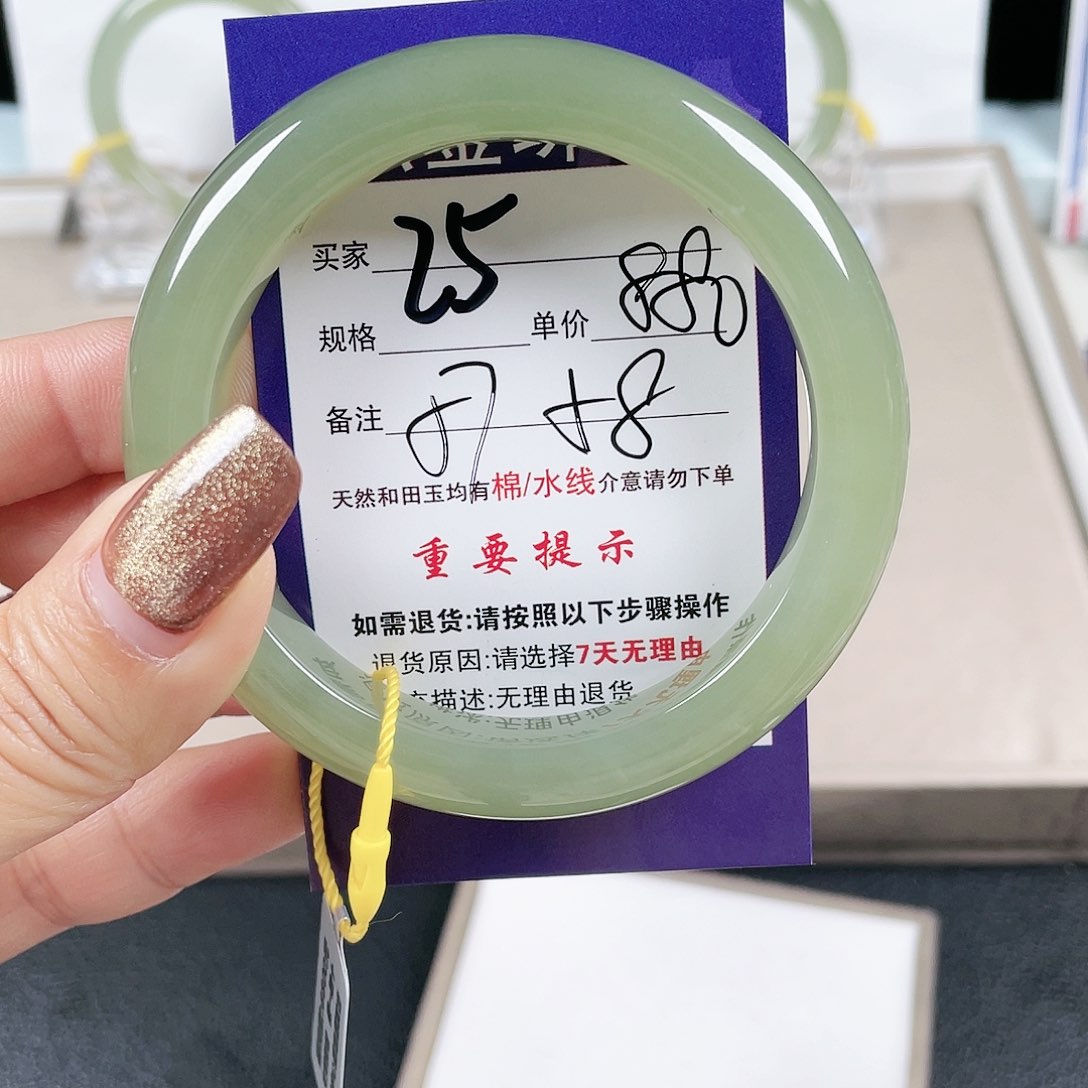 买家 25
规格 单价
备注 57 58
天然和田玉均有棉/水线介意请勿下单
重要提示
如需退货:请按照以下步骤操作
退货原因:请选择7天无理由
描述:无理由退货